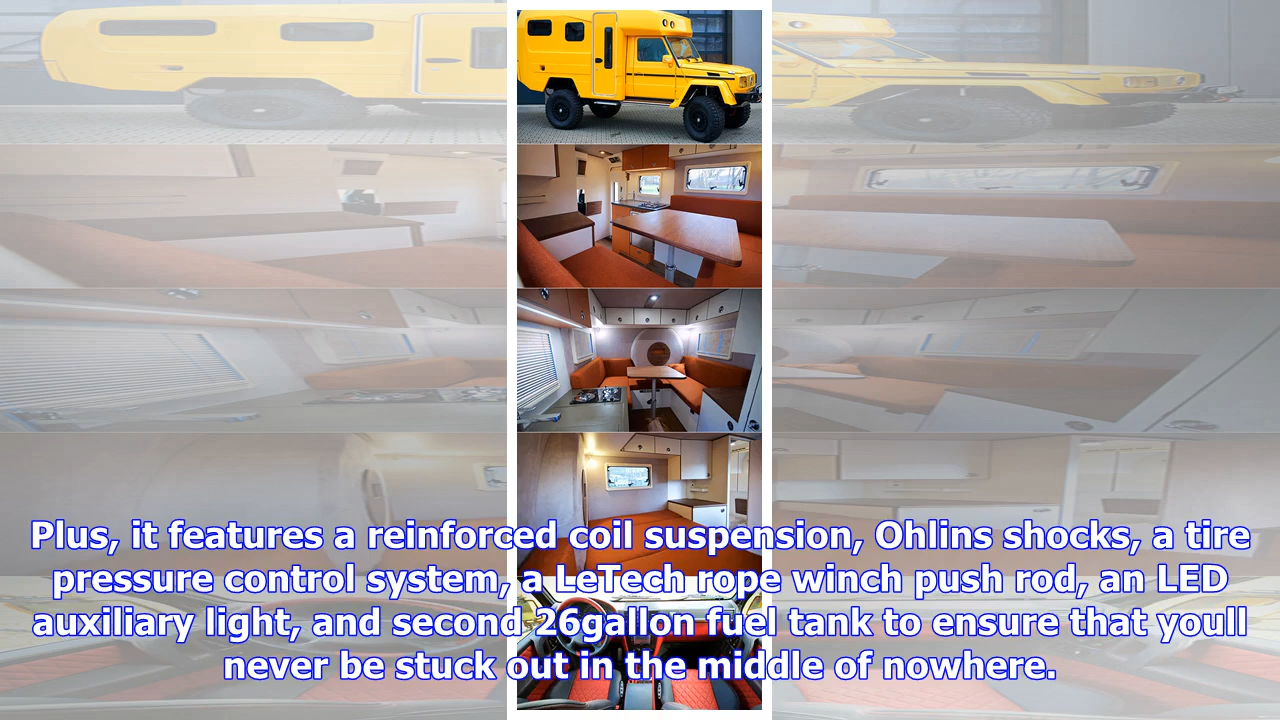 Plus, it features a reinforced coil suspension, Ohlins shocks, a tire
pressure control system, a LeTech rope winch push rod, an LED
auxiliary light, and second 26gallon fuel tank to ensure that youll
never be stuck out in the middle of nowhere.